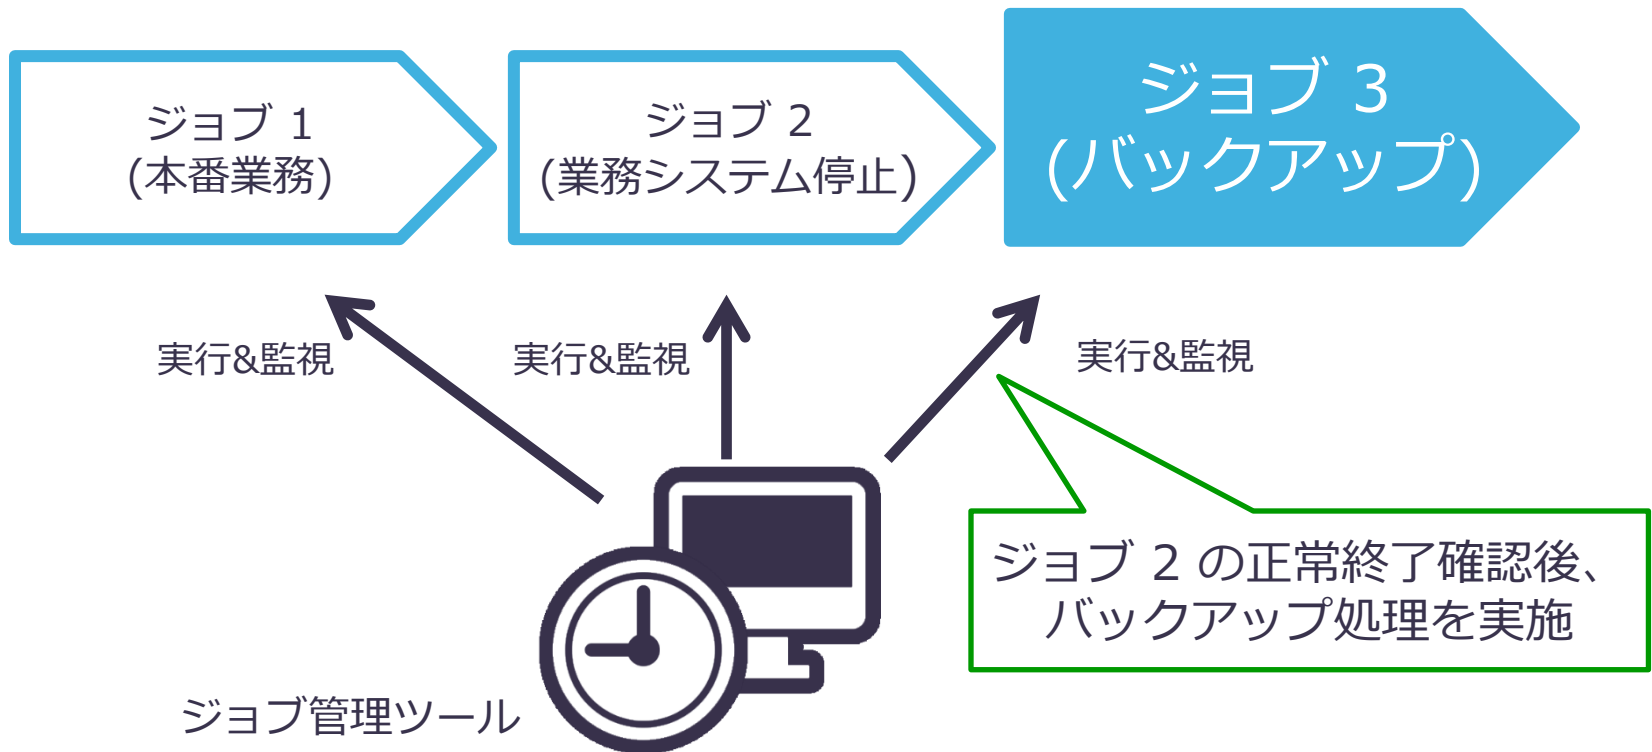 ジョブ 1
(本番業務)
ジョブ 2
(業務システム停止)
ジョブ 3
(バックアップ)
実行&監視
実行&監視
実行&監視
ジョブ 2 の正常終了確認後、
バックアップ処理を実施
ジョブ管理ツール